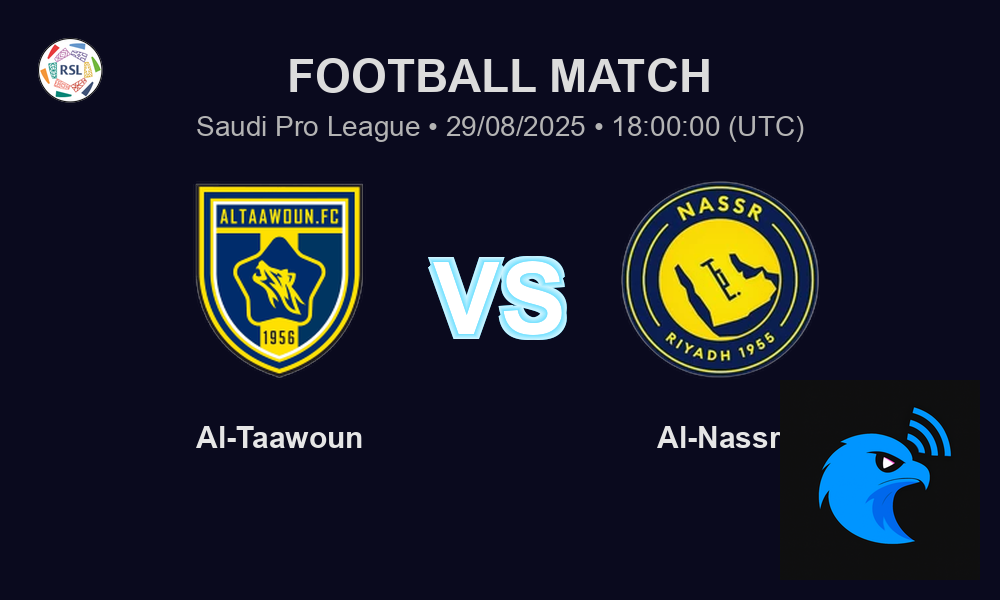 RSL
FOOTBALL MATCH
Saudi Pro League • 29/08/2025 • 18:00:00 (UTC)
ALTAAWOUN.FC
1956
VS
NASSR
RIYADH 1955
Al-Taawoun
Al-Nassr